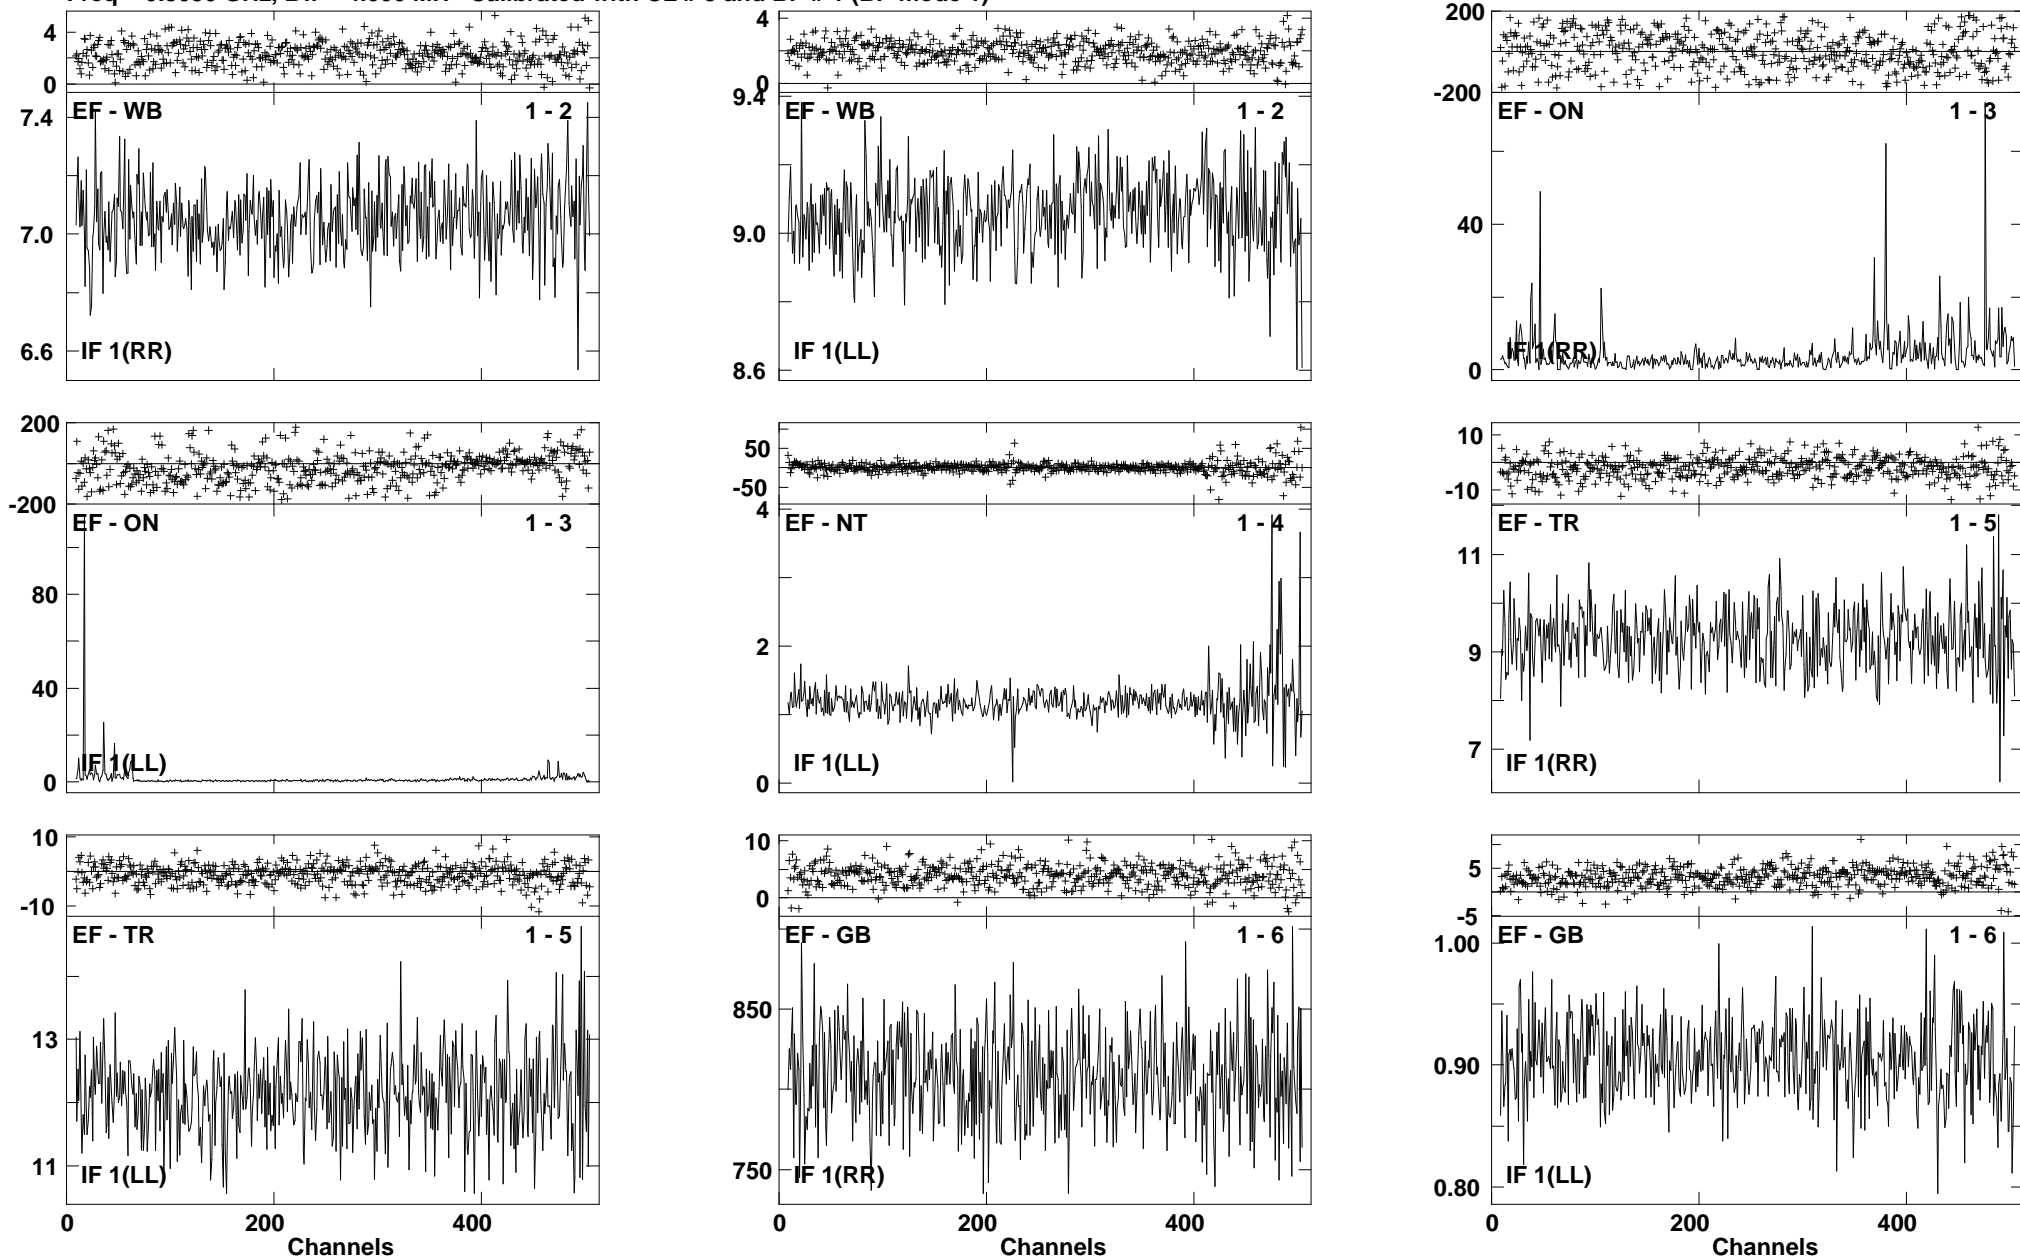 4
0
EF - WB 1 - 2
7.4
7.0
6.6
IF 1(RR)
4
0
9.4
EF - WB 1 - 2
9.0
8.6
IF 1(LL)
200
-200
EF - ON 1 - 3
40
0
IF 1(RR)
200
-200
EF - ON 1 - 3
80
40
0
IF 1(LL)
50
-50
4
EF - NT 1 - 4
2
0
IF 1(LL)
10
-10
EF - TR 1 - 5
11
9
7
IF 1(RR)
10
-10
EF - TR 1 - 5
13
11
IF 1(LL)
0 200 400
Channels
10
0
EF - GB 1 - 6
850
750
IF 1(RR)
0 200 400
5
-5
EF - GB 1 - 6
1.00
0.90
0.80
IF 1(LL)
0 200 400
Channels